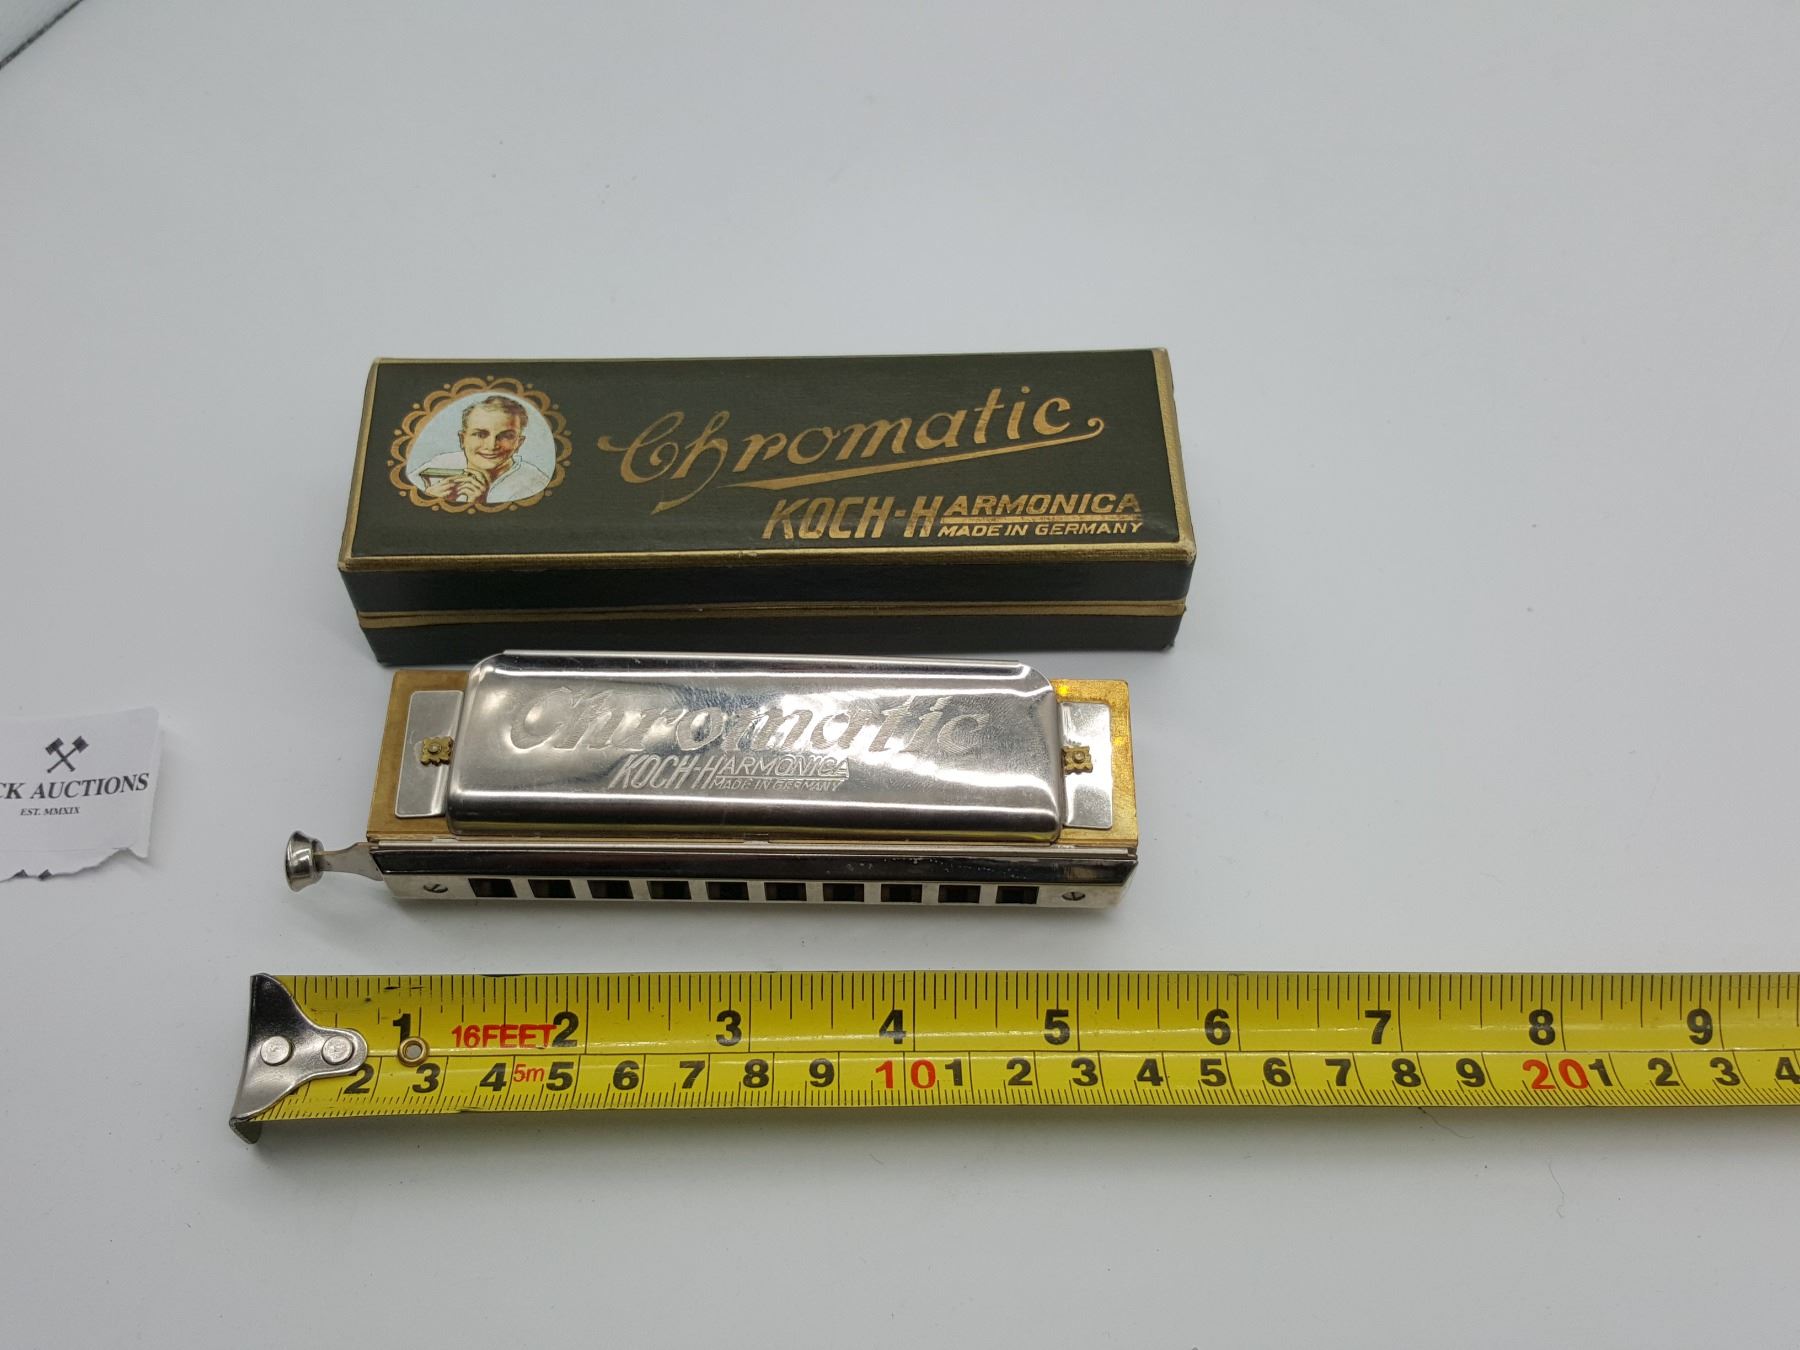 Chromatic
KOCH-HARMONICA
MADE IN GERMANY
Chromatic
KOCH-HARMONICA
MADE IN GERMANY
CK AUCTIONS
EST. MMXIX
1 16FEET 2 3 4 5 6 7 8 9
2 3 4 5m 5 6 7 8 9 10 1 2 3 4 5 6 7 8 9 20 1 2 3 4